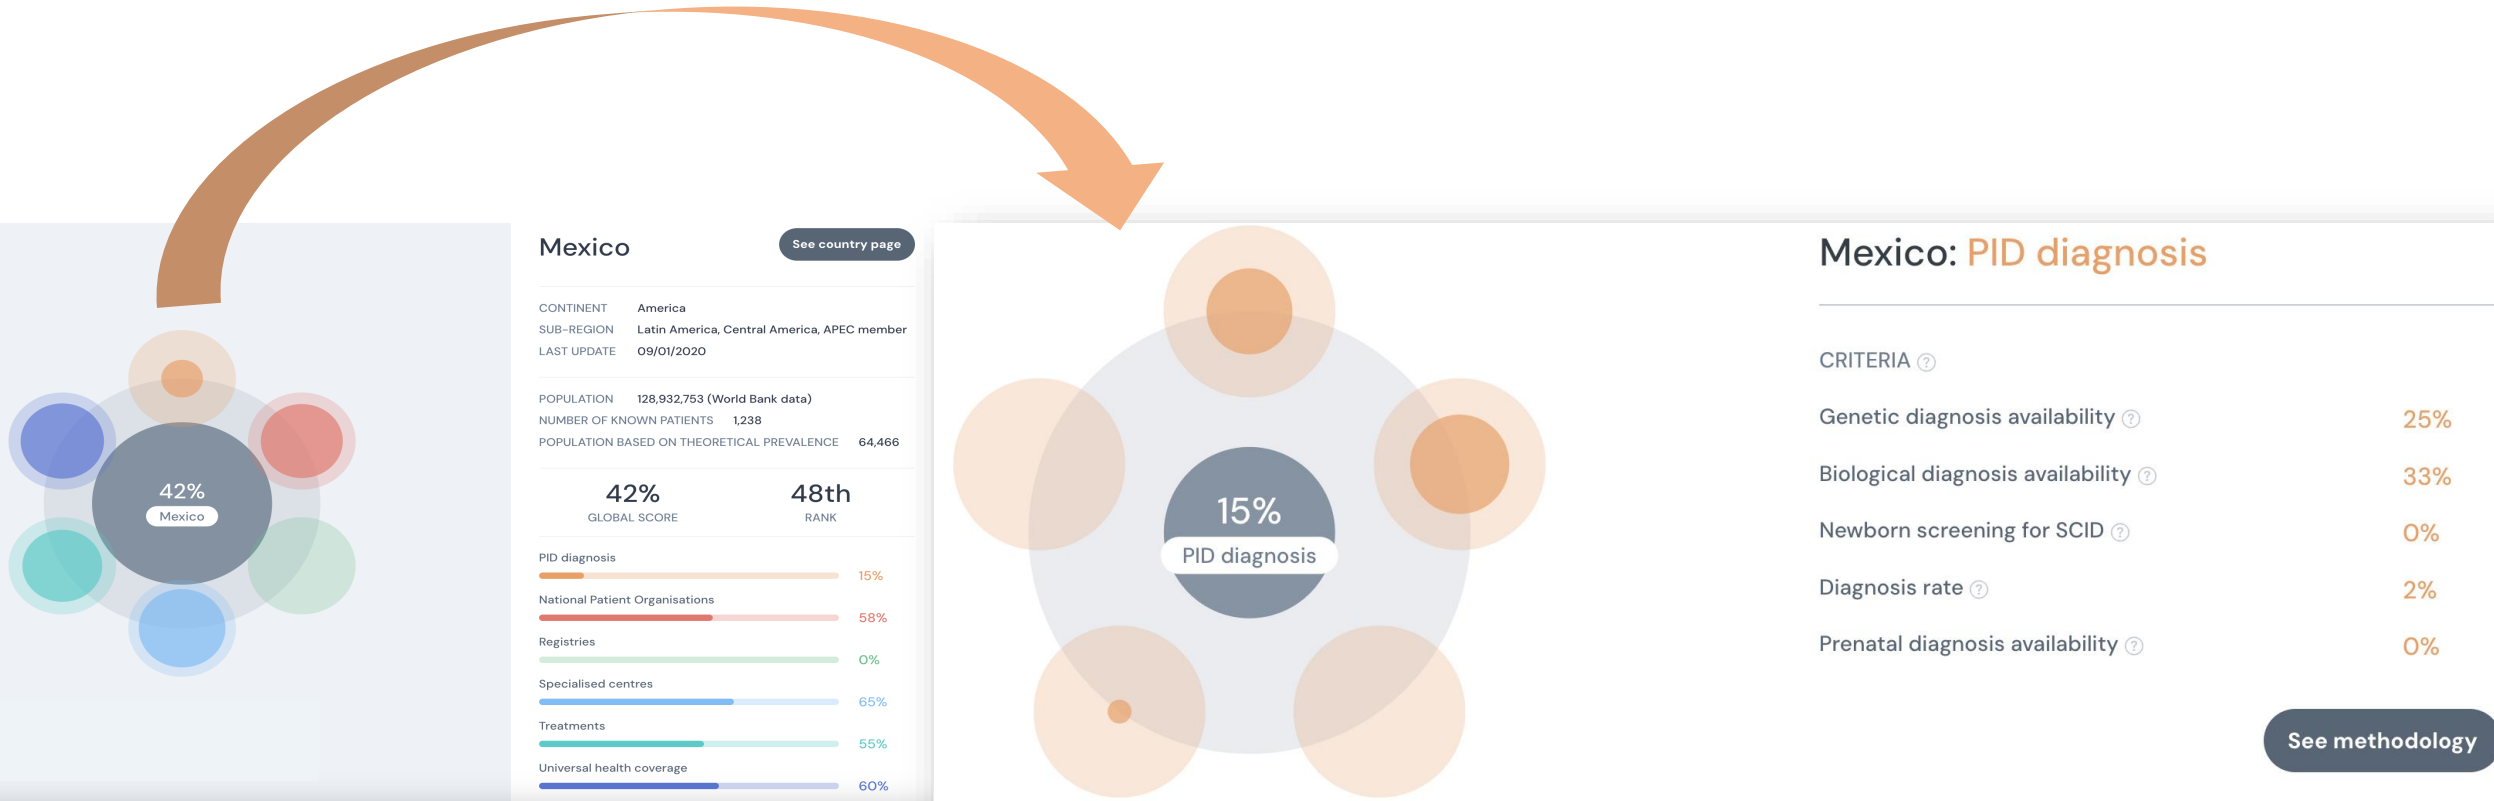 42%
Mexico
Mexico
See country page
CONTINENT America
SUB-REGION Latin America, Central America, APEC member
LAST UPDATE 09/01/2020
POPULATION 128,932,753 (World Bank data)
NUMBER OF KNOWN PATIENTS 1,238
POPULATION BASED ON THEORETICAL PREVALENCE 64,466
42% 48th
GLOBAL SCORE RANK
PID diagnosis
15%
National Patient Organisations
58%
Registries
0%
Specialised centres
65%
Treatments
55%
Universal health coverage
60%
15%
PID diagnosis
Mexico: PID diagnosis
CRITERIA ?
Genetic diagnosis availability ? 25%
Biological diagnosis availability ? 33%
Newborn screening for SCID ? 0%
Diagnosis rate ? 2%
Prenatal diagnosis availability ? 0%
See methodology